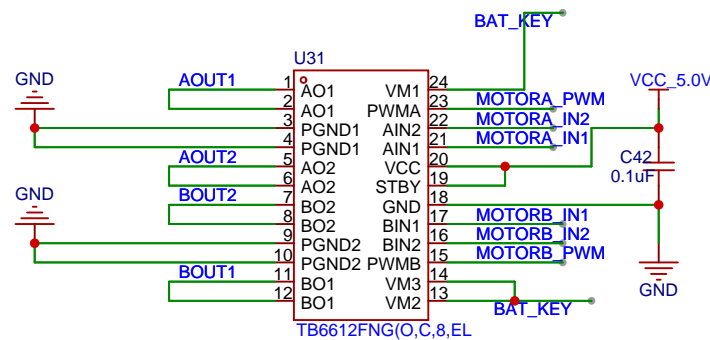 BAT_KEY
U31
GND
AOUT1
1 AO1 VM1 24
VCC_5.0V
2 AO1 PWMA 23 MOTORA_PWM
3 PGND1 AIN2 22 MOTORA_IN2
4 PGND1 AIN1 21 MOTORA_IN1
AOUT2
5 AO2 VCC 20
C42
6 AO2 STBY 19
0.1uF
GND
BOUT2
7 BO2 GND 18
8 BO2 BIN1 17 MOTORB_IN1
9 PGND2 BIN2 16 MOTORB_IN2
10 PGND2 PWMB 15 MOTORB_PWM
BOUT1
11 BO1 VM3 14
GND
12 BO1 VM2 13
BAT_KEY
TB6612FNG(O,C,8,EL